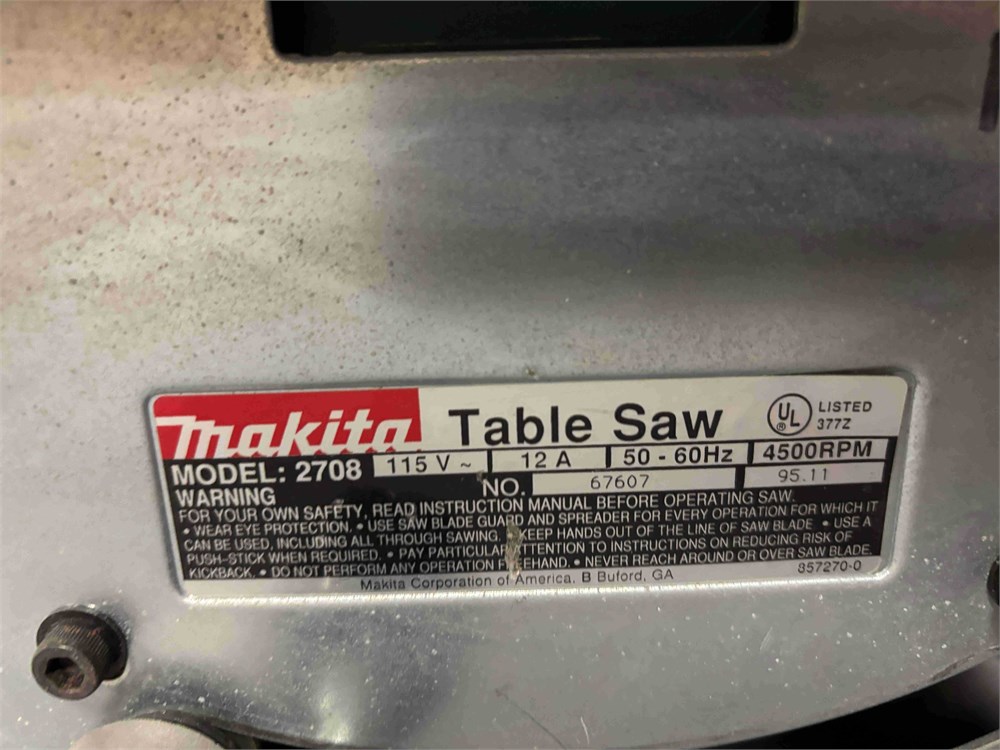 makita Table Saw UL ® LISTED 377Z
MODEL: 2708 115 V ~ 12 A 50 - 60Hz 4500RPM
NO. 67607 95.11
WARNING
FOR YOUR OWN SAFETY, READ INSTRUCTION MANUAL BEFORE OPERATING SAW.
• WEAR EYE PROTECTION. • USE SAW BLADE GUARD AND SPREADER FOR EVERY OPERATION FOR WHICH IT
CAN BE USED, INCLUDING ALL THROUGH SAWING. KEEP HANDS OUT OF THE LINE OF SAW BLADE • USE A
PUSH-STICK WHEN REQUIRED. • PAY PARTICULAR ATTENTION TO INSTRUCTIONS ON REDUCING RISK OF
KICKBACK. • DO NOT PERFORM ANY OPERATION FREEHAND. • NEVER REACH AROUND OR OVER SAW BLADE.
Makita Corporation of America, B Buford, GA 857270-0